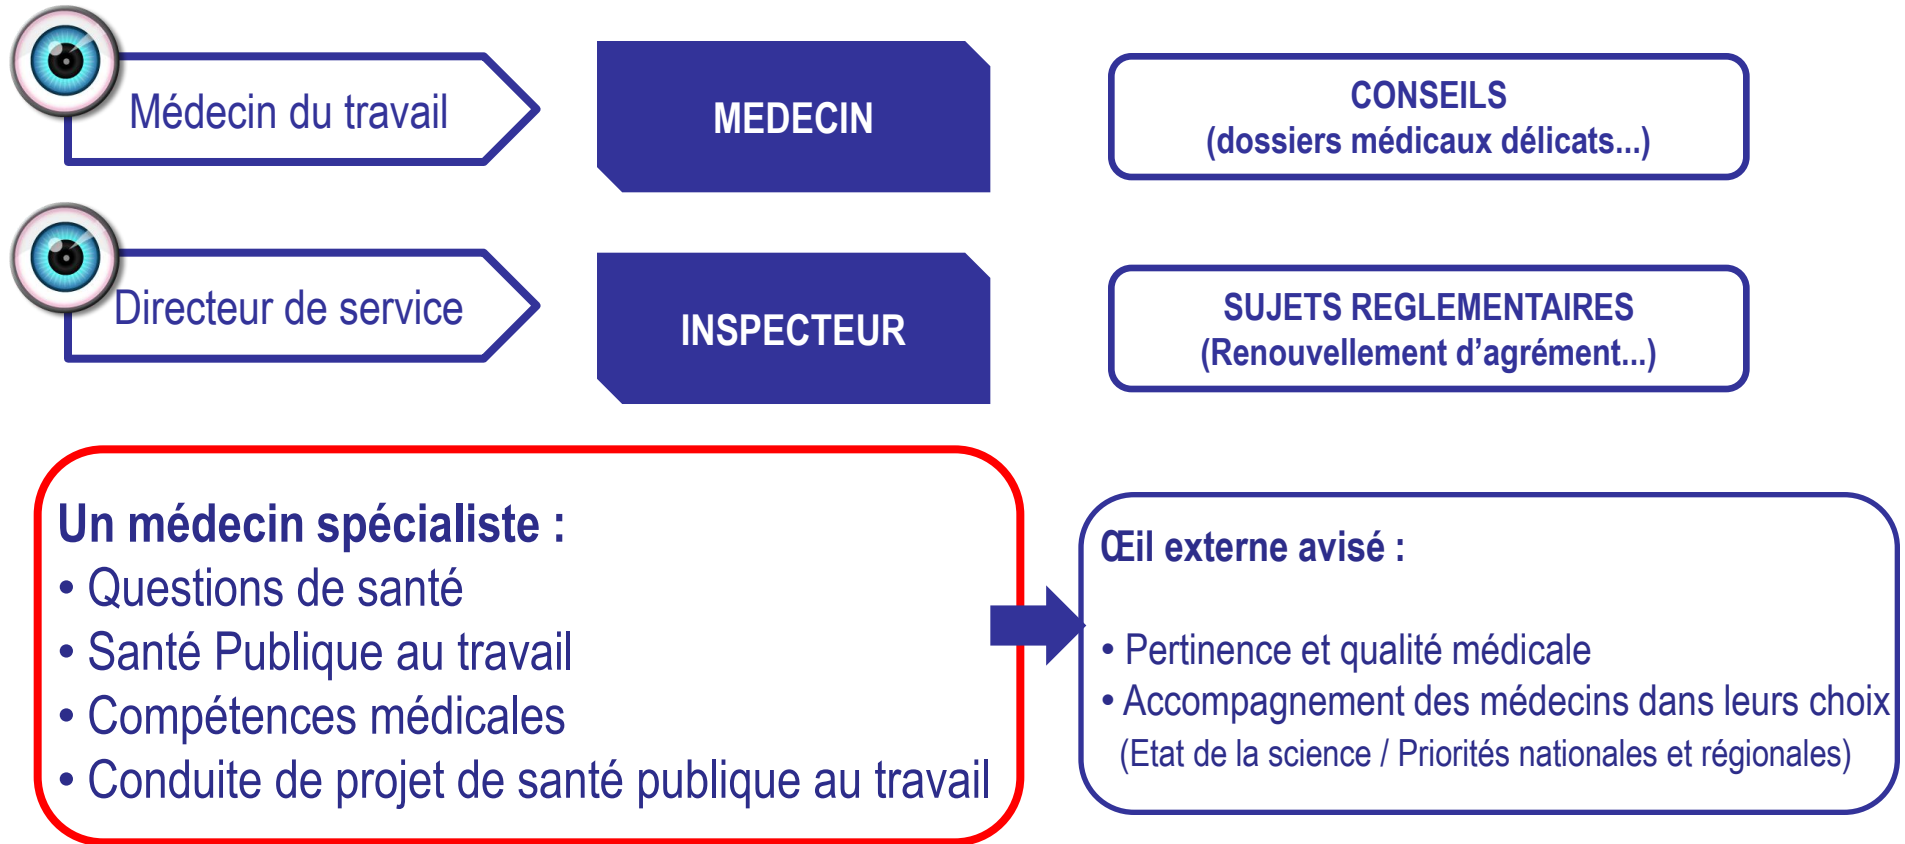 Médecin du travail
MEDECIN
CONSEILS
(dossiers médicaux délicats...)
Directeur de service
INSPECTEUR
SUJETS REGLEMENTAIRES
(Renouvellement d’agrément...)
Un médecin spécialiste :
• Questions de santé
• Santé Publique au travail
• Compétences médicales
• Conduite de projet de santé publique au travail
Œil externe avisé :
• Pertinence et qualité médicale
• Accompagnement des médecins dans leurs choix
(Etat de la science / Priorités nationales et régionales)